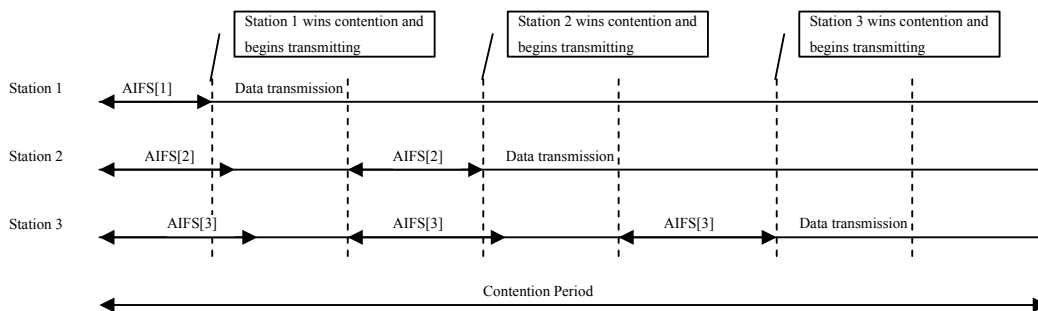 Station 1 wins contention and
begins transmitting
Station 2 wins contention and
begins transmitting
Station 3 wins contention and
begins transmitting
Station 1
AIFS[1]
Data transmission
Station 2
AIFS[2]
AIFS[2]
Data transmission
Station 3
AIFS[3]
AIFS[3]
AIFS[3]
Data transmission
Contention Period